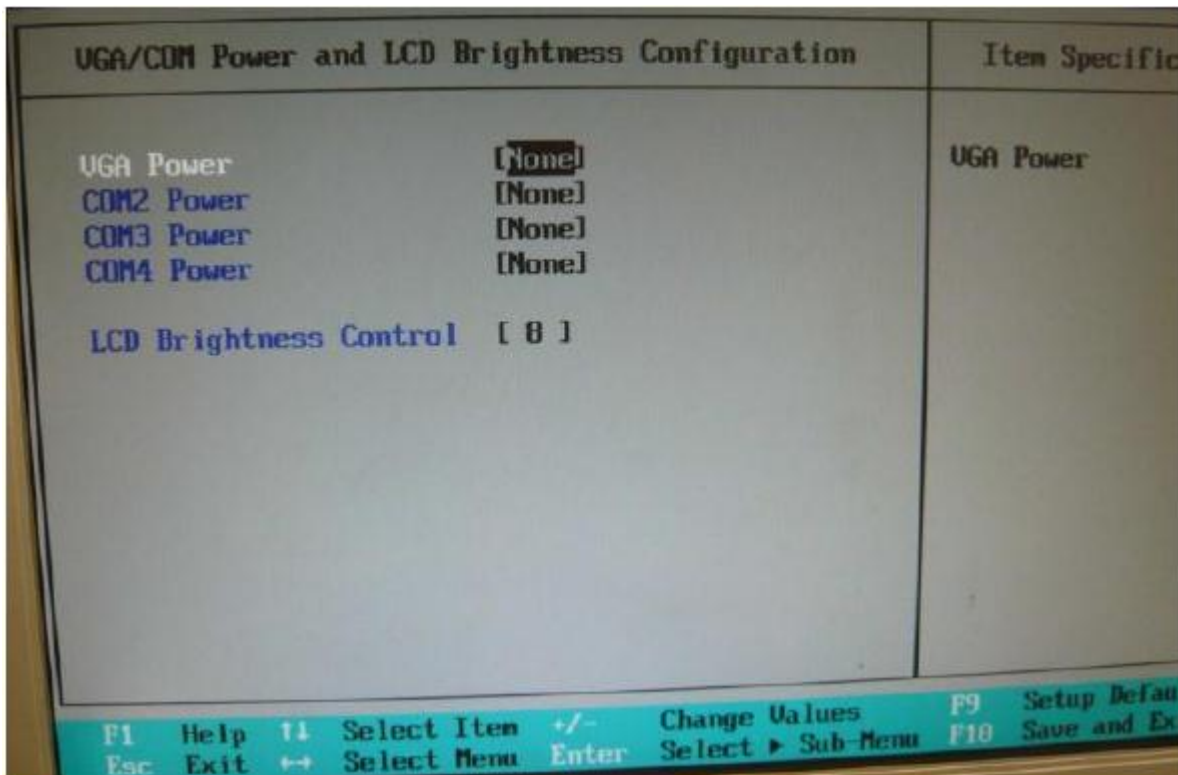 VGA/COM Power and LCD Brightness Configuration
Item Specific
VGA Power [None]
COM2 Power [None]
COM3 Power [None]
COM4 Power [None]
LCD Brightness Control [ 8 ]
VGA Power
F1 Help ↑↓ Select Item +/- Change Values F9 Setup Defau
Esc Exit ↔ Select Menu Enter Select ▶ Sub-Menu F10 Save and Ex